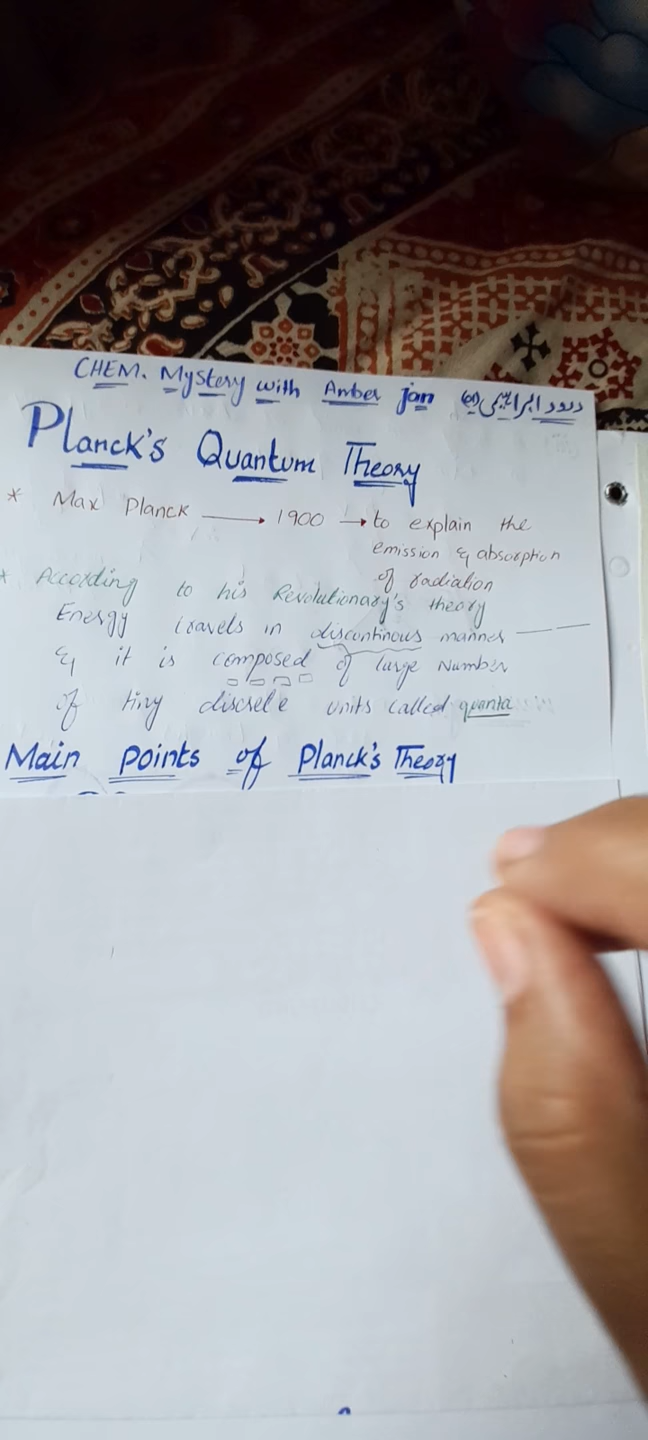 CHEM. Mystery with Amber jan درود ابراہیمی
Planck's Quantum Theory
* Max Planck → 1900 → to explain the
emission & absorption
of radiation
* According to his Revolutionary's theory
Energy travels in discontinous manner — —
& it is composed of large Number
of tiny discrete units called quanta
Main points of Planck's Theory